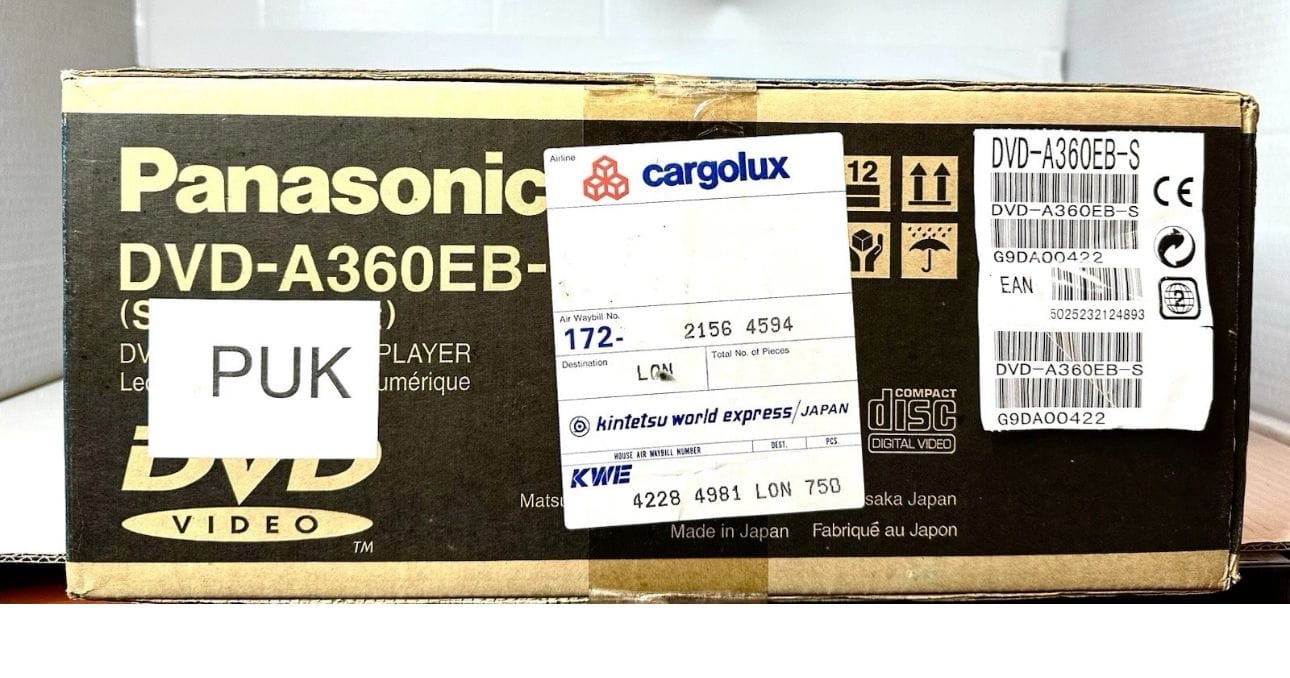 Panasonic
DVD-A360EB-
(S )
DV PLAYER
Lec umérique
PUK
DVD
VIDEO
TM
Airline
cargolux
Air Waybill No.
172- 2156 4594
Destination
LON
Total No. of Pieces
kintetsu world express/JAPAN
HOUSE AIR WAYBILL NUMBER DEST. PCS.
KWE
4228 4981 LON 750
Matsu saka Japan
Made in Japan Fabriqué au Japon
12
COMPACT
disc
DIGITAL VIDEO
DVD-A360EB-S
CE
DVD-A360EB-S
G9DA00422
EAN
5025232124893
2
DVD-A360EB-S
G9DA00422